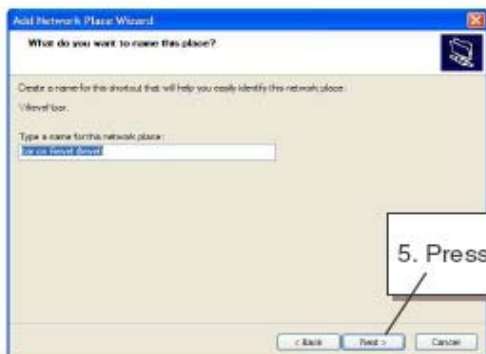 Add Network Place Wizard
What do you want to name this place?
Create a name for this shortcut that will help you easily identify this network place:
Type a name for this network place:
5. Press
< Back
Next >
Cancel